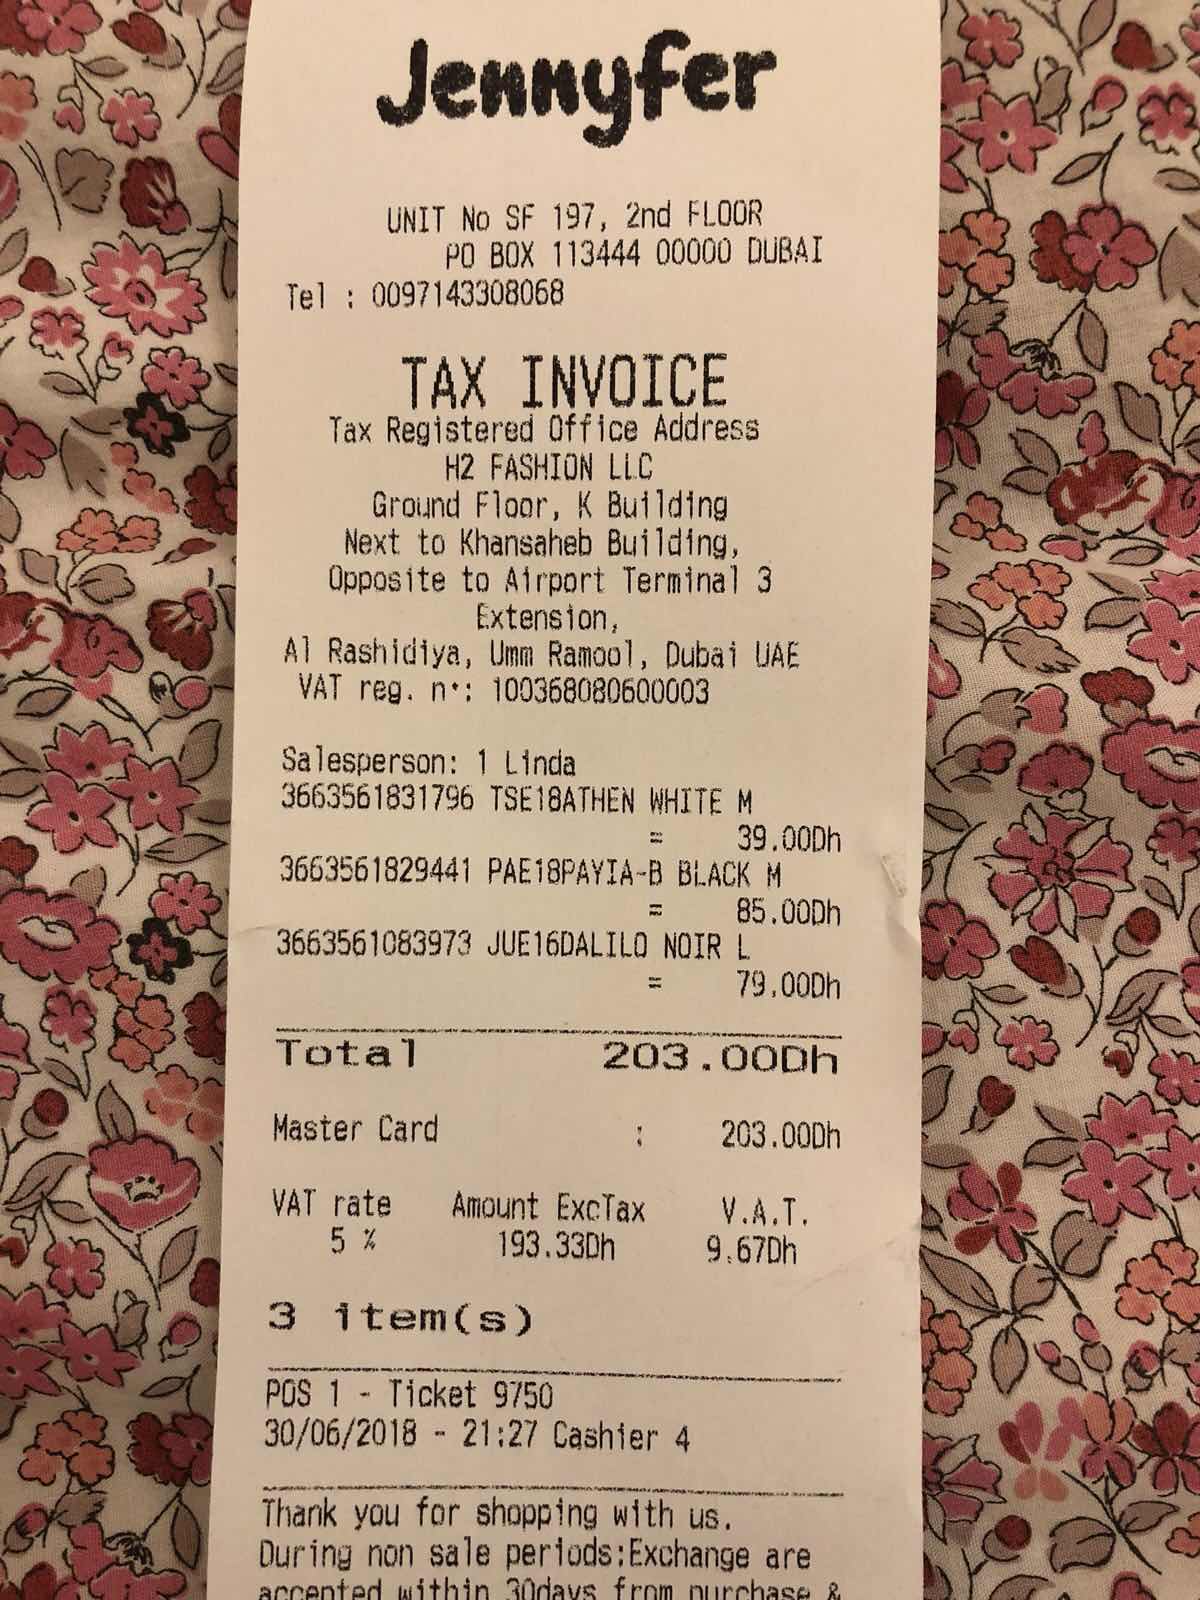 Jennyfer
UNIT No SF 197, 2nd FLOOR
PO BOX 113444 00000 DUBAI
Tel : 0097143308068
TAX INVOICE
Tax Registered Office Address
H2 FASHION LLC
Ground Floor, K Building
Next to Khansaheb Building,
Opposite to Airport Terminal 3
Extension,
Al Rashidiya, Umm Ramool, Dubai UAE
VAT reg. n°: 100368080600003
Salesperson: 1 Linda
3663561831796 TSE18ATHEN WHITE M
= 39.00Dh
3663561829441 PAE18PAYIA-B BLACK M
= 85.00Dh
3663561083973 JUE16DALILO NOIR L
= 79.00Dh
Total 203.00Dh
Master Card : 203.00Dh
VAT rate Amount ExcTax V.A.T.
5 % 193.33Dh 9.67Dh
3 item(s)
POS 1 - Ticket 9750
30/06/2018 - 21:27 Cashier 4
Thank you for shopping with us.
During non sale periods:Exchange are
accepted within 30days from purchase &